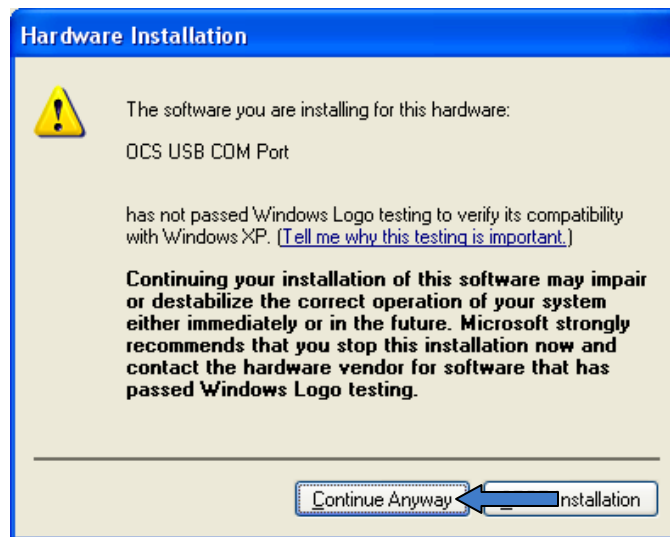 Hardware Installation
The software you are installing for this hardware:
OCS USB COM Port
has not passed Windows Logo testing to verify its compatibility
with Windows XP. (Tell me why this testing is important.)
Continuing your installation of this software may impair
or destabilize the correct operation of your system
either immediately or in the future. Microsoft strongly
recommends that you stop this installation now and
contact the hardware vendor for software that has
passed Windows Logo testing.
Continue Anyway